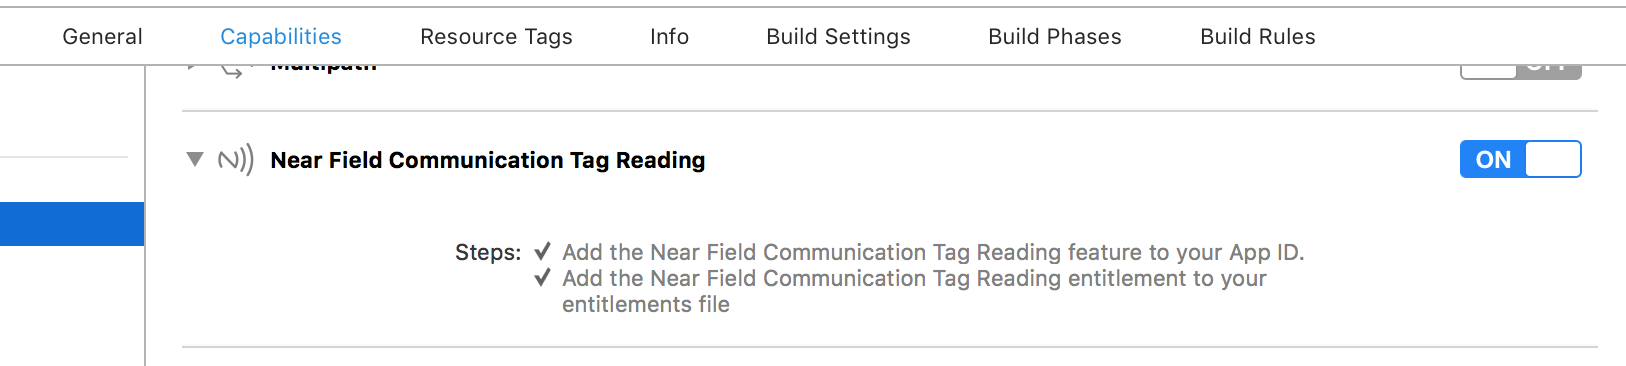 General Capabilities Resource Tags Info Build Settings Build Phases Build Rules
Multipath
Near Field Communication Tag Reading ON
Steps: ✓ Add the Near Field Communication Tag Reading feature to your App ID.
✓ Add the Near Field Communication Tag Reading entitlement to your
entitlements file